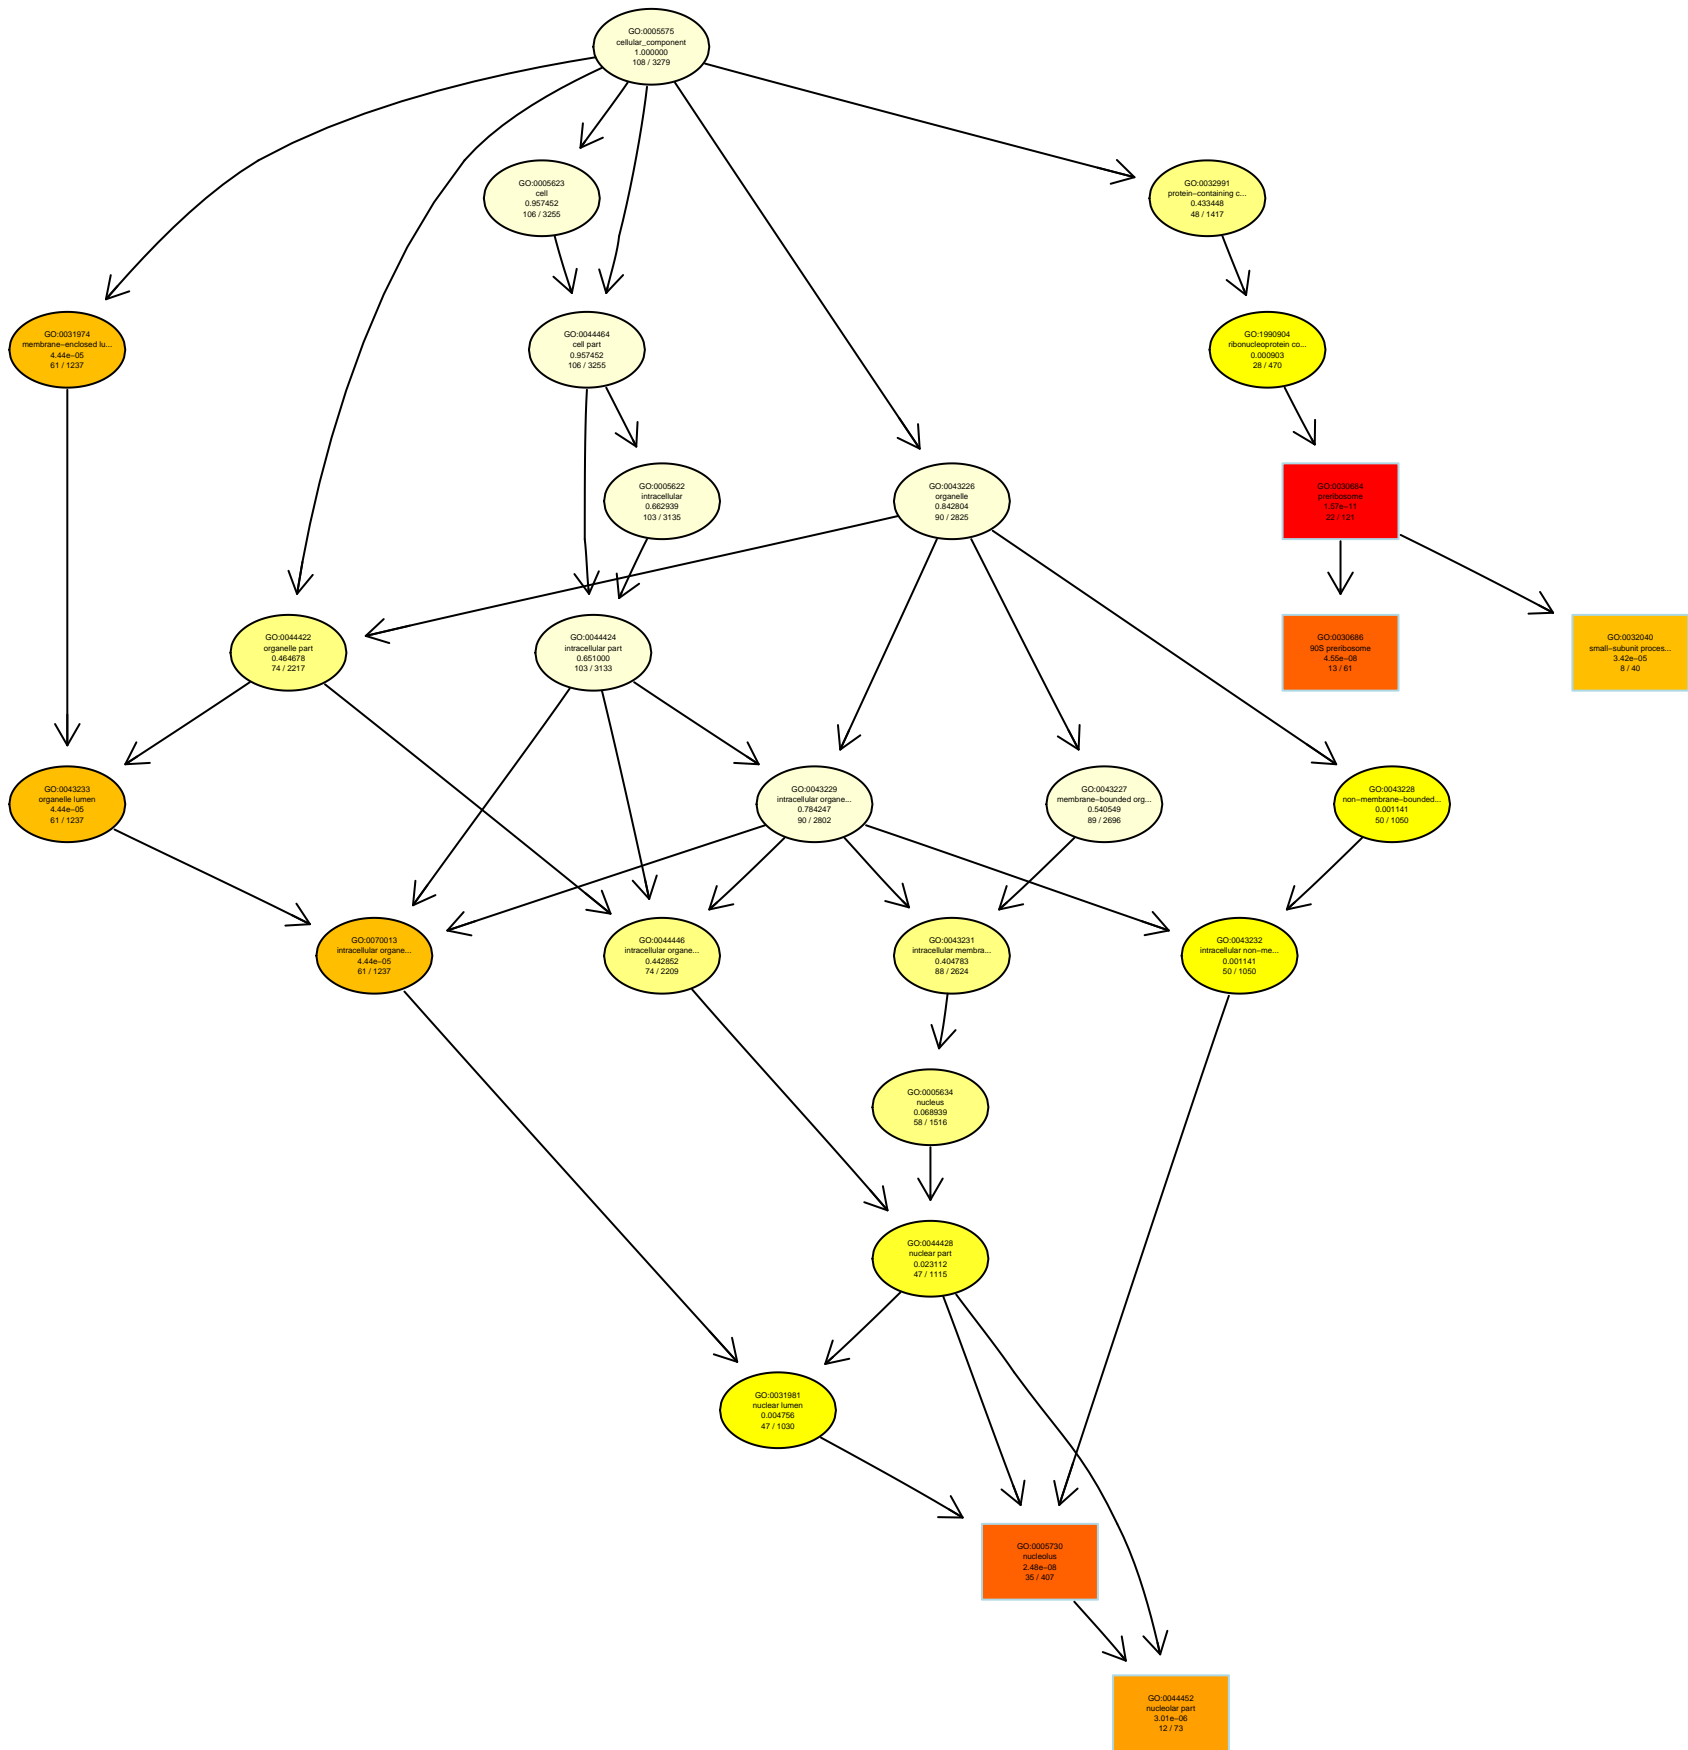 GO:0005575
cellular_component
1.000000
108 / 3279
GO:0005623
cell
0.957452
106 / 3255
GO:0032991
protein−containing c...
0.433448
48 / 1417
GO:0031974
membrane−enclosed lu...
4.44e−05
61 / 1237
GO:0044464
cell part
0.957452
106 / 3255
GO:1990904
ribonucleoprotein co...
0.000903
28 / 470
GO:0005622
intracellular
0.662939
103 / 3135
GO:0043226
organelle
0.842804
90 / 2825
GO:0030684
preribosome
1.57e−11
22 / 121
GO:0044422
organelle part
0.464678
74 / 2217
GO:0044424
intracellular part
0.651000
103 / 3133
GO:0030686
90S preribosome
4.55e−08
13 / 61
GO:0032040
small−subunit proces...
3.42e−05
8 / 40
GO:0043233
organelle lumen
4.44e−05
61 / 1237
GO:0043229
intracellular organe...
0.784247
90 / 2802
GO:0043227
membrane−bounded org...
0.540549
89 / 2696
GO:0043228
non−membrane−bounded...
0.001141
50 / 1050
GO:0070013
intracellular organe...
4.44e−05
61 / 1237
GO:0044446
intracellular organe...
0.442852
74 / 2209
GO:0043231
intracellular membra...
0.404783
88 / 2624
GO:0043232
intracellular non−me...
0.001141
50 / 1050
GO:0005634
nucleus
0.068939
58 / 1516
GO:0044428
nuclear part
0.023112
47 / 1115
GO:0031981
nuclear lumen
0.004756
47 / 1030
GO:0005730
nucleolus
2.48e−08
35 / 407
GO:0044452
nucleolar part
3.01e−06
12 / 73